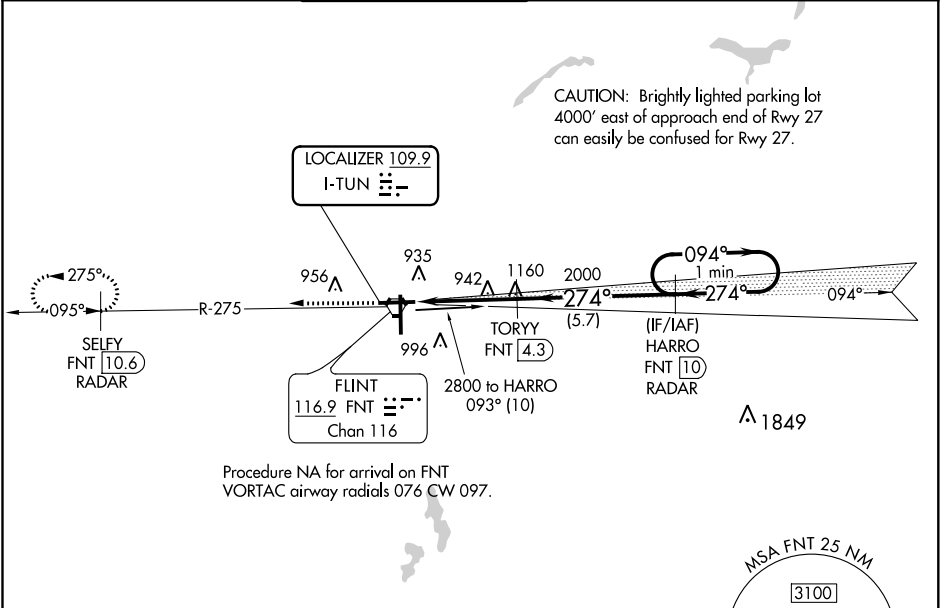 CAUTION: Brightly lighted parking lot
4000' east of approach end of Rwy 27
can easily be confused for Rwy 27.
LOCALIZER 109.9
I-TUN
935
956
942
1160
2000
094°
1 min
275°
274°
274°
094°
095°
R-275
(5.7)
SELFY
FNT 10.6
RADAR
996
TORYY
FNT 4.3
(IF/IAF)
HARRO
FNT 10
RADAR
FLINT
116.9 FNT
Chan 116
2800 to HARRO
093° (10)
1849
Procedure NA for arrival on FNT
VORTAC airway radials 076 CW 097.
MSA FNT 25 NM
3100